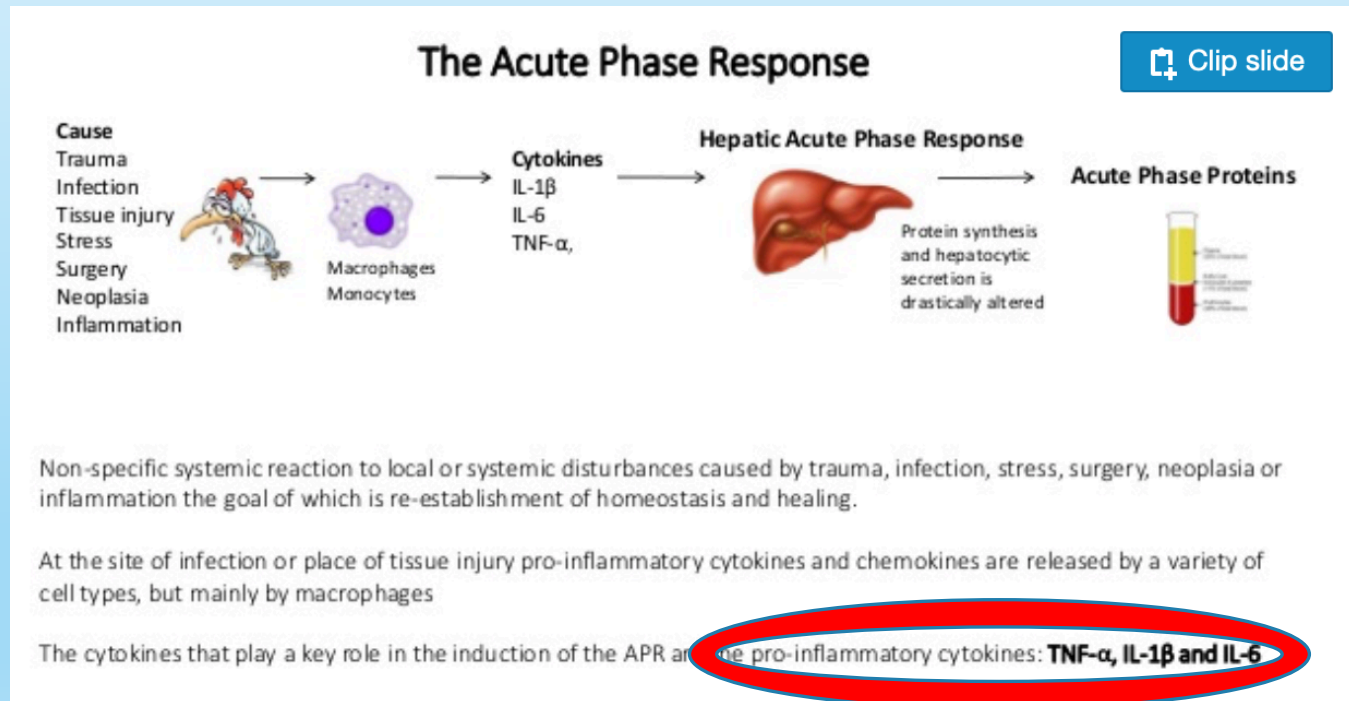 The Acute Phase Response
Clip slide
Cause
Trauma
Infection
Tissue injury
Stress
Surgery
Neoplasia
Inflammation
Macrophages
Monocytes
Cytokines
IL-1β
IL-6
TNF-α,
Hepatic Acute Phase Response
Protein synthesis
and hepatocytic
secretion is
drastically altered
Acute Phase Proteins
Non-specific systemic reaction to local or systemic disturbances caused by trauma, infection, stress, surgery, neoplasia or
inflammation the goal of which is re-establishment of homeostasis and healing.
At the site of infection or place of tissue injury pro-inflammatory cytokines and chemokines are released by a variety of
cell types, but mainly by macrophages
The cytokines that play a key role in the induction of the APR pro-inflammatory cytokines: TNF-α, IL-1β and IL-6